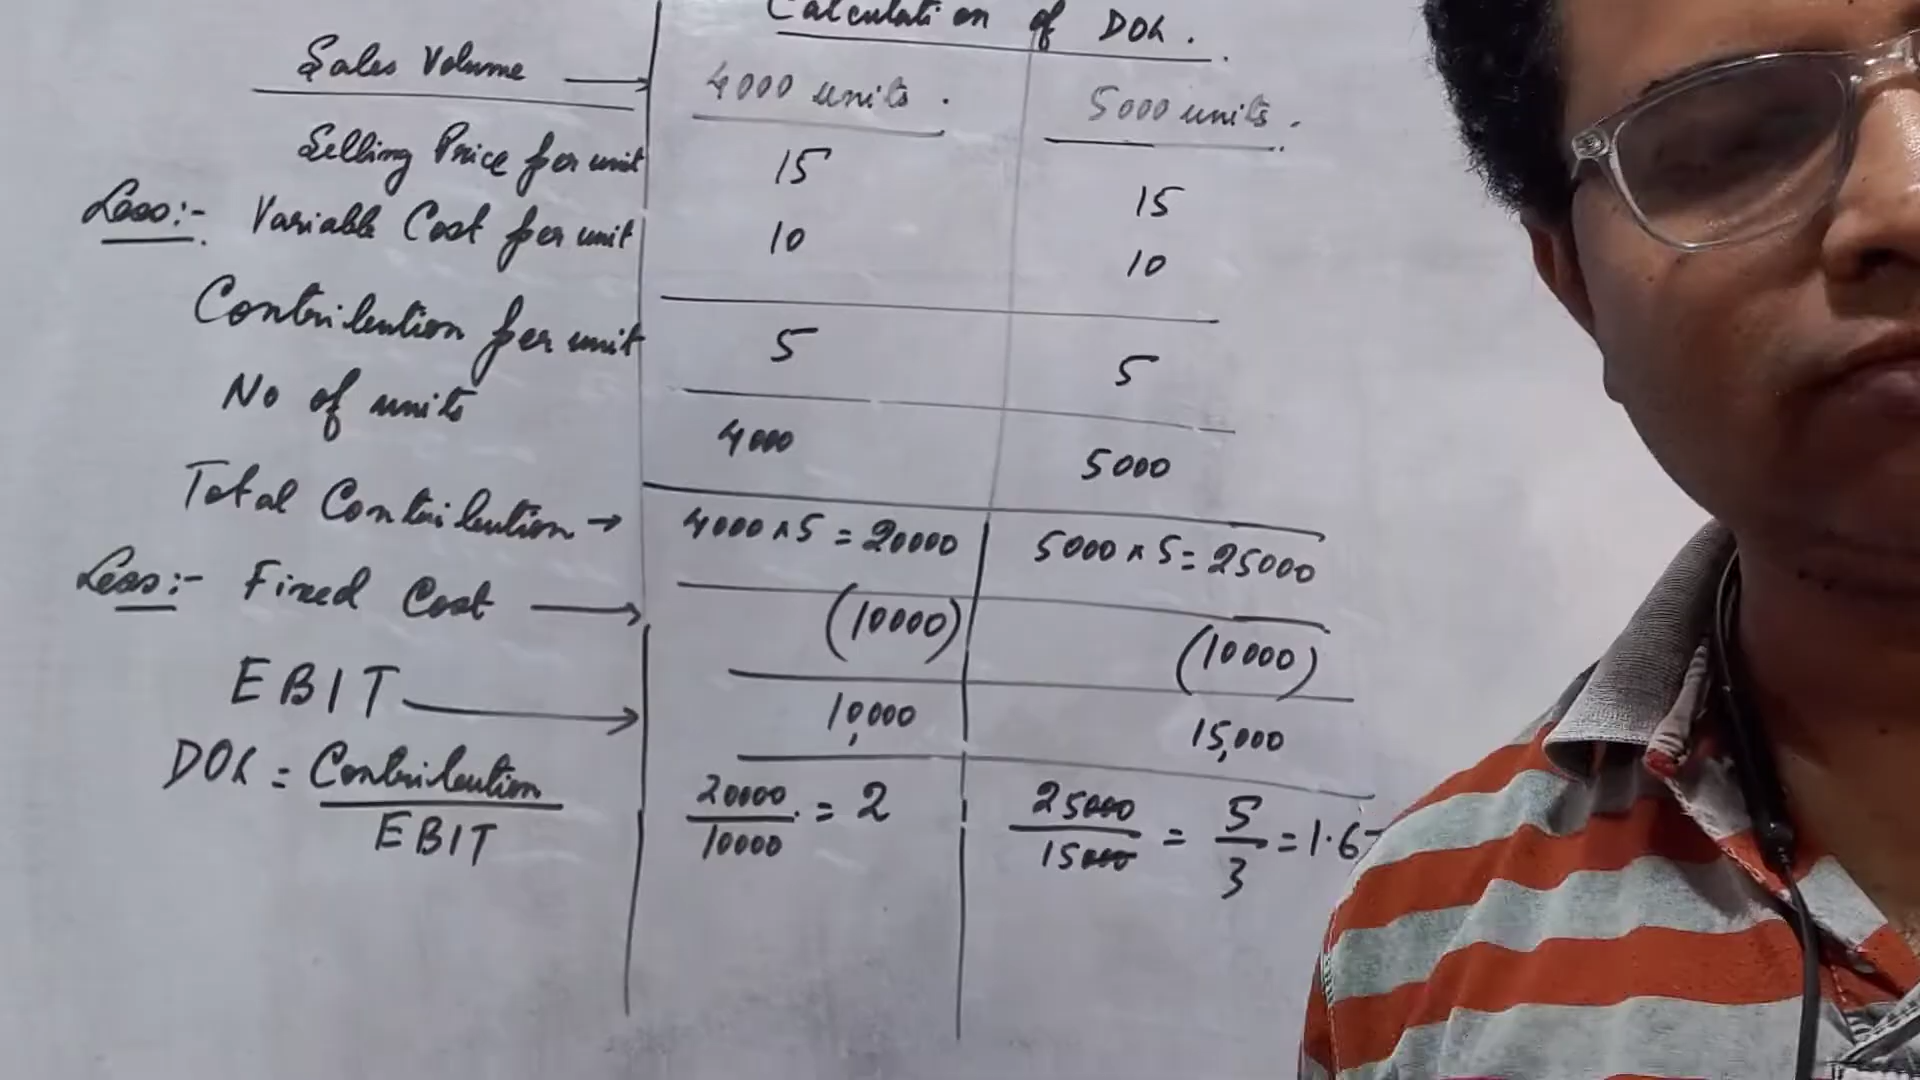 Calculation of DOL.
Sales Volume → 4000 units. 5000 units.
Selling Price per unit 15 15
Less:- Variable Cost per unit 10 10
Contribution per unit 5 5
No of units 4000 5000
Total Contribution → 4000 x 5 = 20000 5000 x 5 = 25000
Less:- Fixed Cost → (10000) (10000)
EBIT → 10,000 15,000
DOL = Contribution / EBIT 20000 / 10000 = 2 25000 / 15000 = 5 / 3 = 1.6